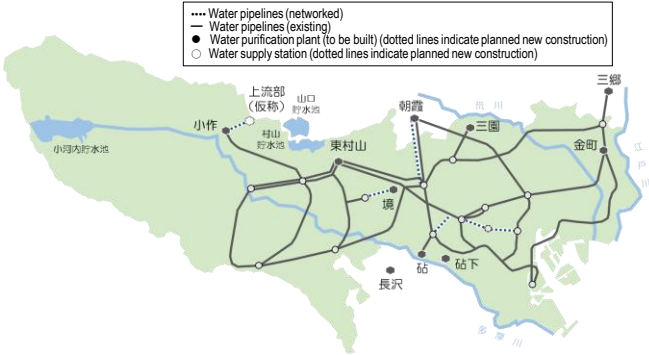 Water pipelines (networked)
Water pipelines (existing)
Water purification plant (to be built) (dotted lines indicate planned new construction)
Water supply station (dotted lines indicate planned new construction)
上流部
（仮称）
山口
貯水池
朝霞
荒川
三郷
小作
三園
小河内貯水池
村山
貯水池
東村山
金町
江戸川
境
砧
砧下
長沢
多摩川